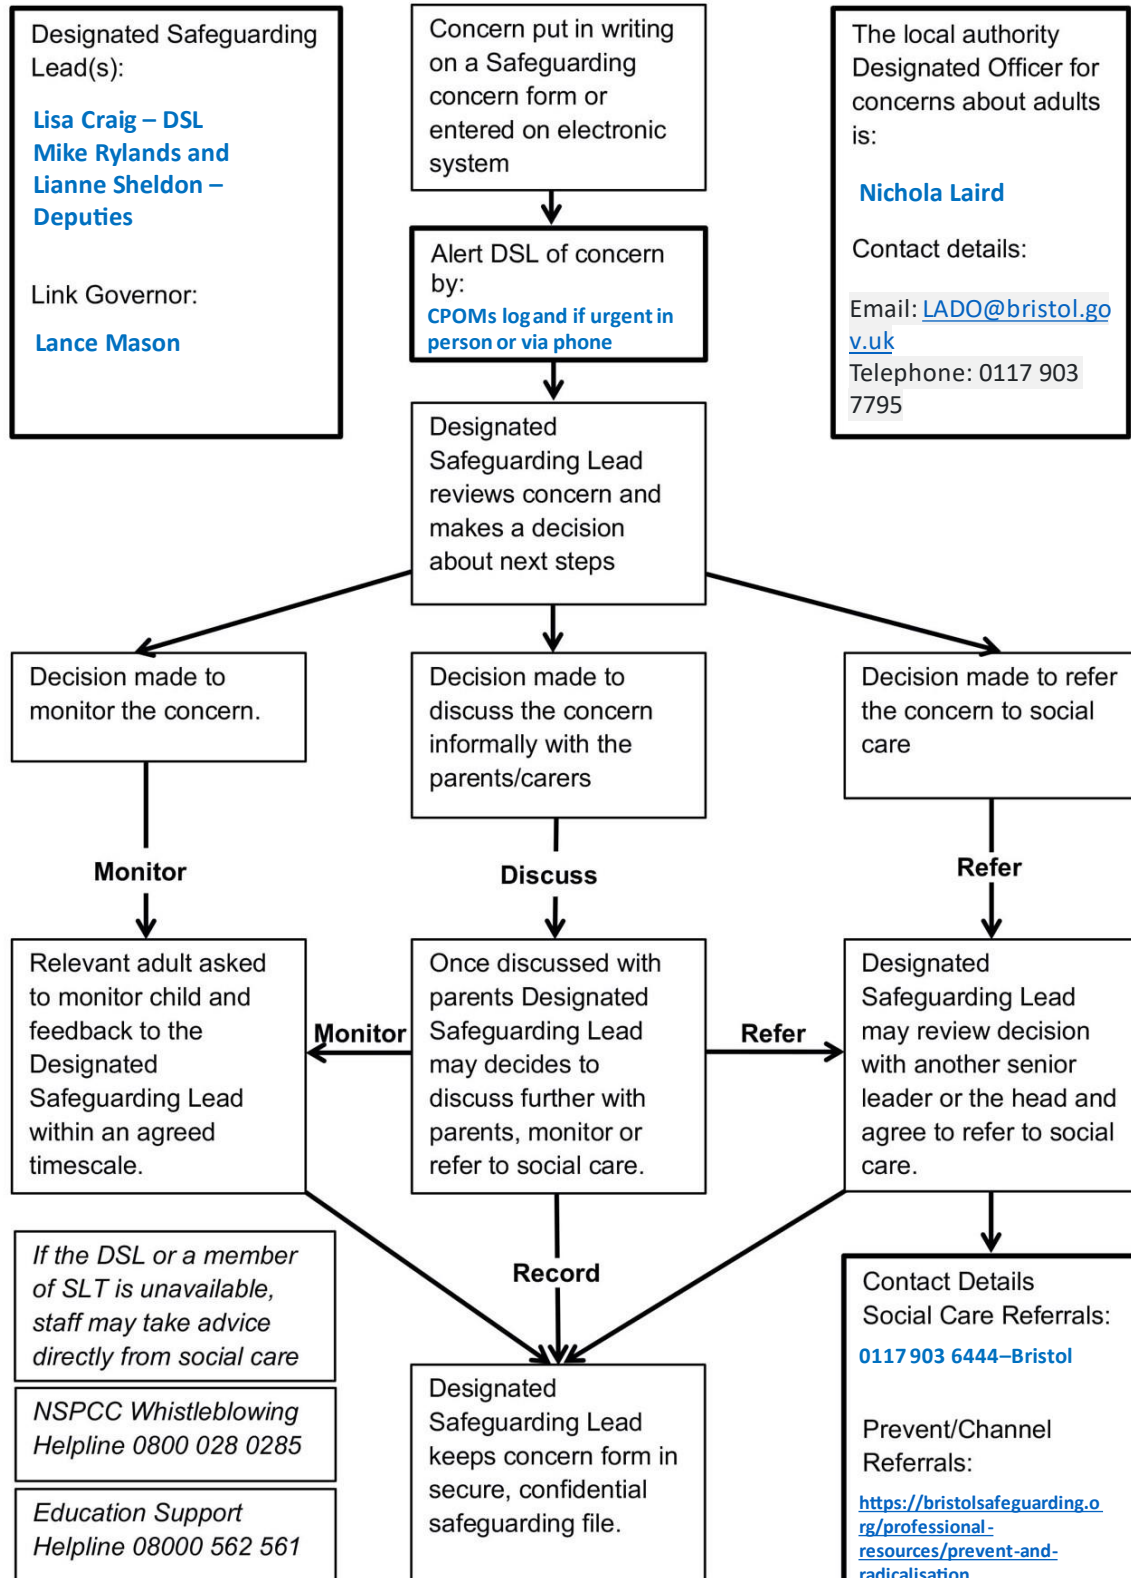 Designated Safeguarding
Lead(s):
Lisa Craig – DSL
Mike Rylands and
Lianne Sheldon –
Deputies
Link Governor:
Lance Mason
Concern put in writing
on a Safeguarding
concern form or
entered on electronic
system
The local authority
Designated Officer for
concerns about adults
is:
Nichola Laird
Contact details:
Email: LADO@bristol.go
v.uk
Telephone: 0117 903
7795
Alert DSL of concern
by:
CPOMs log and if urgent in
person or via phone
Designated
Safeguarding Lead
reviews concern and
makes a decision
about next steps
Decision made to
monitor the concern.
Decision made to
discuss the concern
informally with the
parents/carers
Decision made to refer
the concern to social
care
Monitor
Discuss
Refer
Relevant adult asked
to monitor child and
feedback to the
Designated
Safeguarding Lead
within an agreed
timescale.
Monitor
Once discussed with
parents Designated
Safeguarding Lead
may decides to
discuss further with
parents, monitor or
refer to social care.
Refer
Designated
Safeguarding Lead
may review decision
with another senior
leader or the head and
agree to refer to social
care.
Record
If the DSL or a member
of SLT is unavailable,
staff may take advice
directly from social care
NSPCC Whistleblowing
Helpline 0800 028 0285
Education Support
Helpline 08000 562 561
Designated
Safeguarding Lead
keeps concern form in
secure, confidential
safeguarding file.
Contact Details
Social Care Referrals:
0117 903 6444–Bristol
Prevent/Channel
Referrals:
https://bristolsafeguarding.o
rg/professional-
resources/prevent-and-
radicalisation